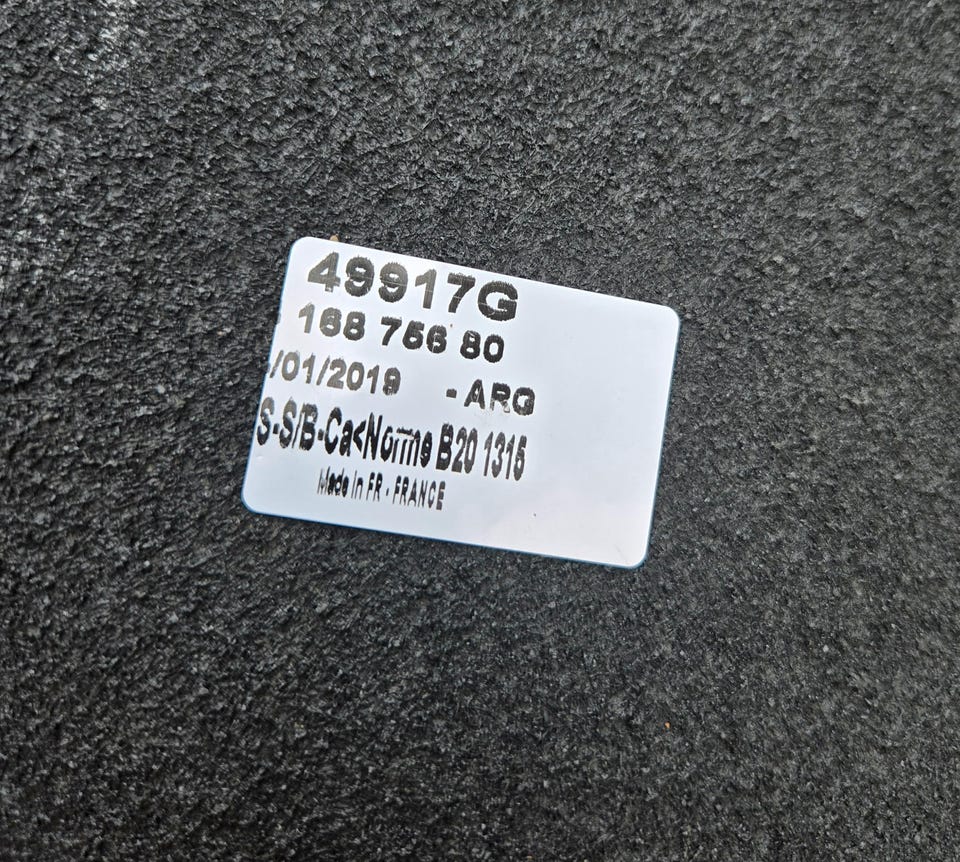 49917G
168 756 80
/01/2019 - ARG
S-S/B-Ca<Norme B20 1315
Made in FR - FRANCE